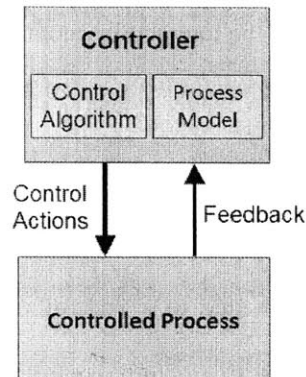 Controller
Control
Algorithm
Process
Model
Control
Actions
Feedback
Controlled Process